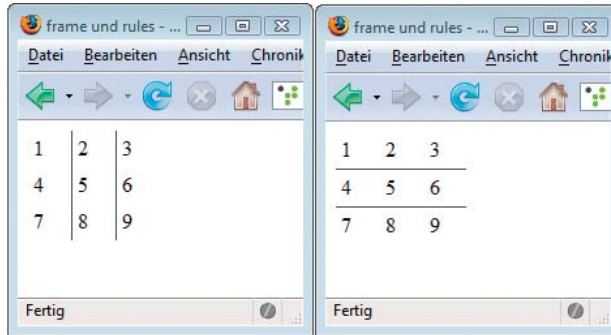 frame und rules - ...
Datei Bearbeiten Ansicht Chronik
1 2 3
4 5 6
7 8 9
Fertig
frame und rules - ...
Datei Bearbeiten Ansicht Chronik
1 2 3
4 5 6
7 8 9
Fertig